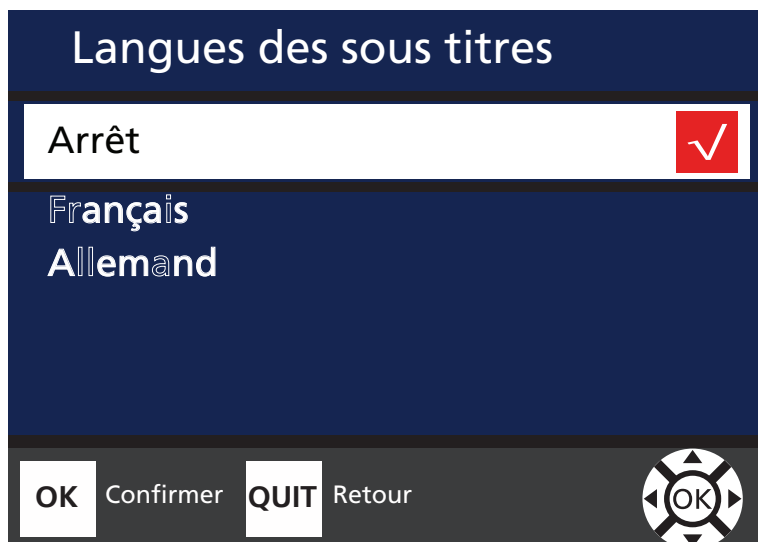 Langues des sous titres
Arrêt
Français
Allemand
OK Confirmer QUIT Retour OK